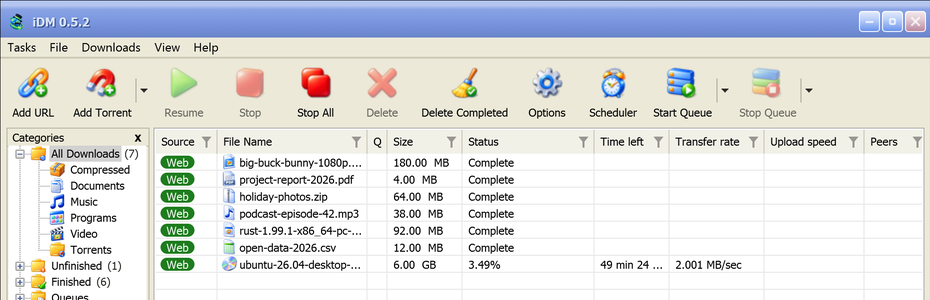 iDM 0.5.2
Tasks File Downloads View Help
Add URL Add Torrent Resume Stop Stop All Delete Delete Completed Options Scheduler Start Queue Stop Queue
Categories x
All Downloads (7)
Compressed
Documents
Music
Programs
Video
Torrents
Unfinished (1)
Finished (6)
Queues
Source File Name Q Size Status Time left Transfer rate Upload speed Peers
Web big-buck-bunny-1080p.... 180.00 MB Complete
Web project-report-2026.pdf 4.00 MB Complete
Web holiday-photos.zip 64.00 MB Complete
Web podcast-episode-42.mp3 38.00 MB Complete
Web rust-1.99.1-x86_64-pc-... 92.00 MB Complete
Web open-data-2026.csv 12.00 MB Complete
Web ubuntu-26.04-desktop-... 6.00 GB 3.49% 49 min 24 ... 2.001 MB/sec